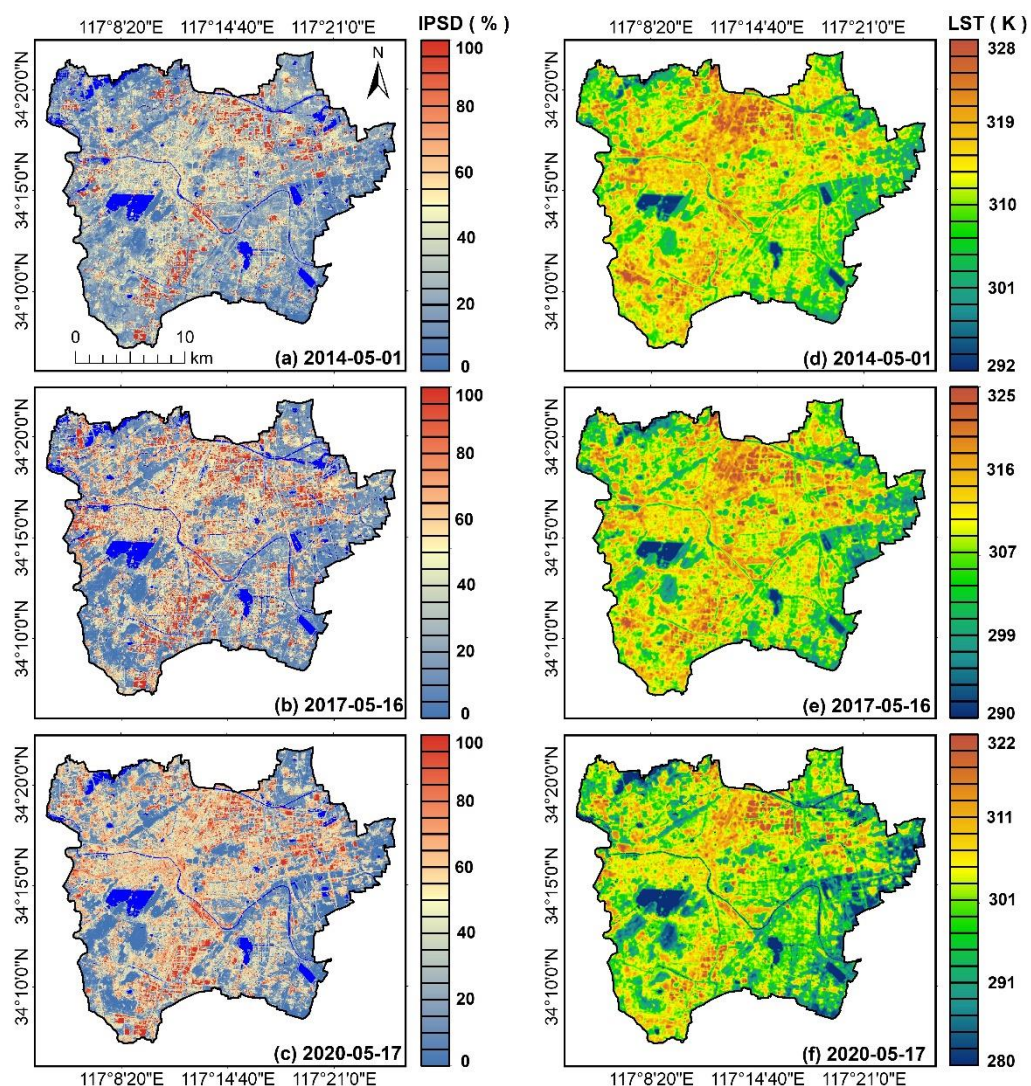 117°8'20"E 117°14'40"E 117°21'0"E
IPSD ( % )
100
80
60
40
20
0
N
34°20'0"N
34°15'0"N
34°10'0"N
0 10
km
(a) 2014-05-01
117°8'20"E 117°14'40"E 117°21'0"E
LST ( K )
328
319
310
301
292
34°20'0"N
34°15'0"N
34°10'0"N
(d) 2014-05-01
100
80
60
40
20
0
34°20'0"N
34°15'0"N
34°10'0"N
(b) 2017-05-16
325
316
307
299
290
34°20'0"N
34°15'0"N
34°10'0"N
(e) 2017-05-16
100
80
60
40
20
0
34°20'0"N
34°15'0"N
34°10'0"N
(c) 2020-05-17
117°8'20"E 117°14'40"E 117°21'0"E
322
311
301
291
280
34°20'0"N
34°15'0"N
34°10'0"N
(f) 2020-05-17
117°8'20"E 117°14'40"E 117°21'0"E